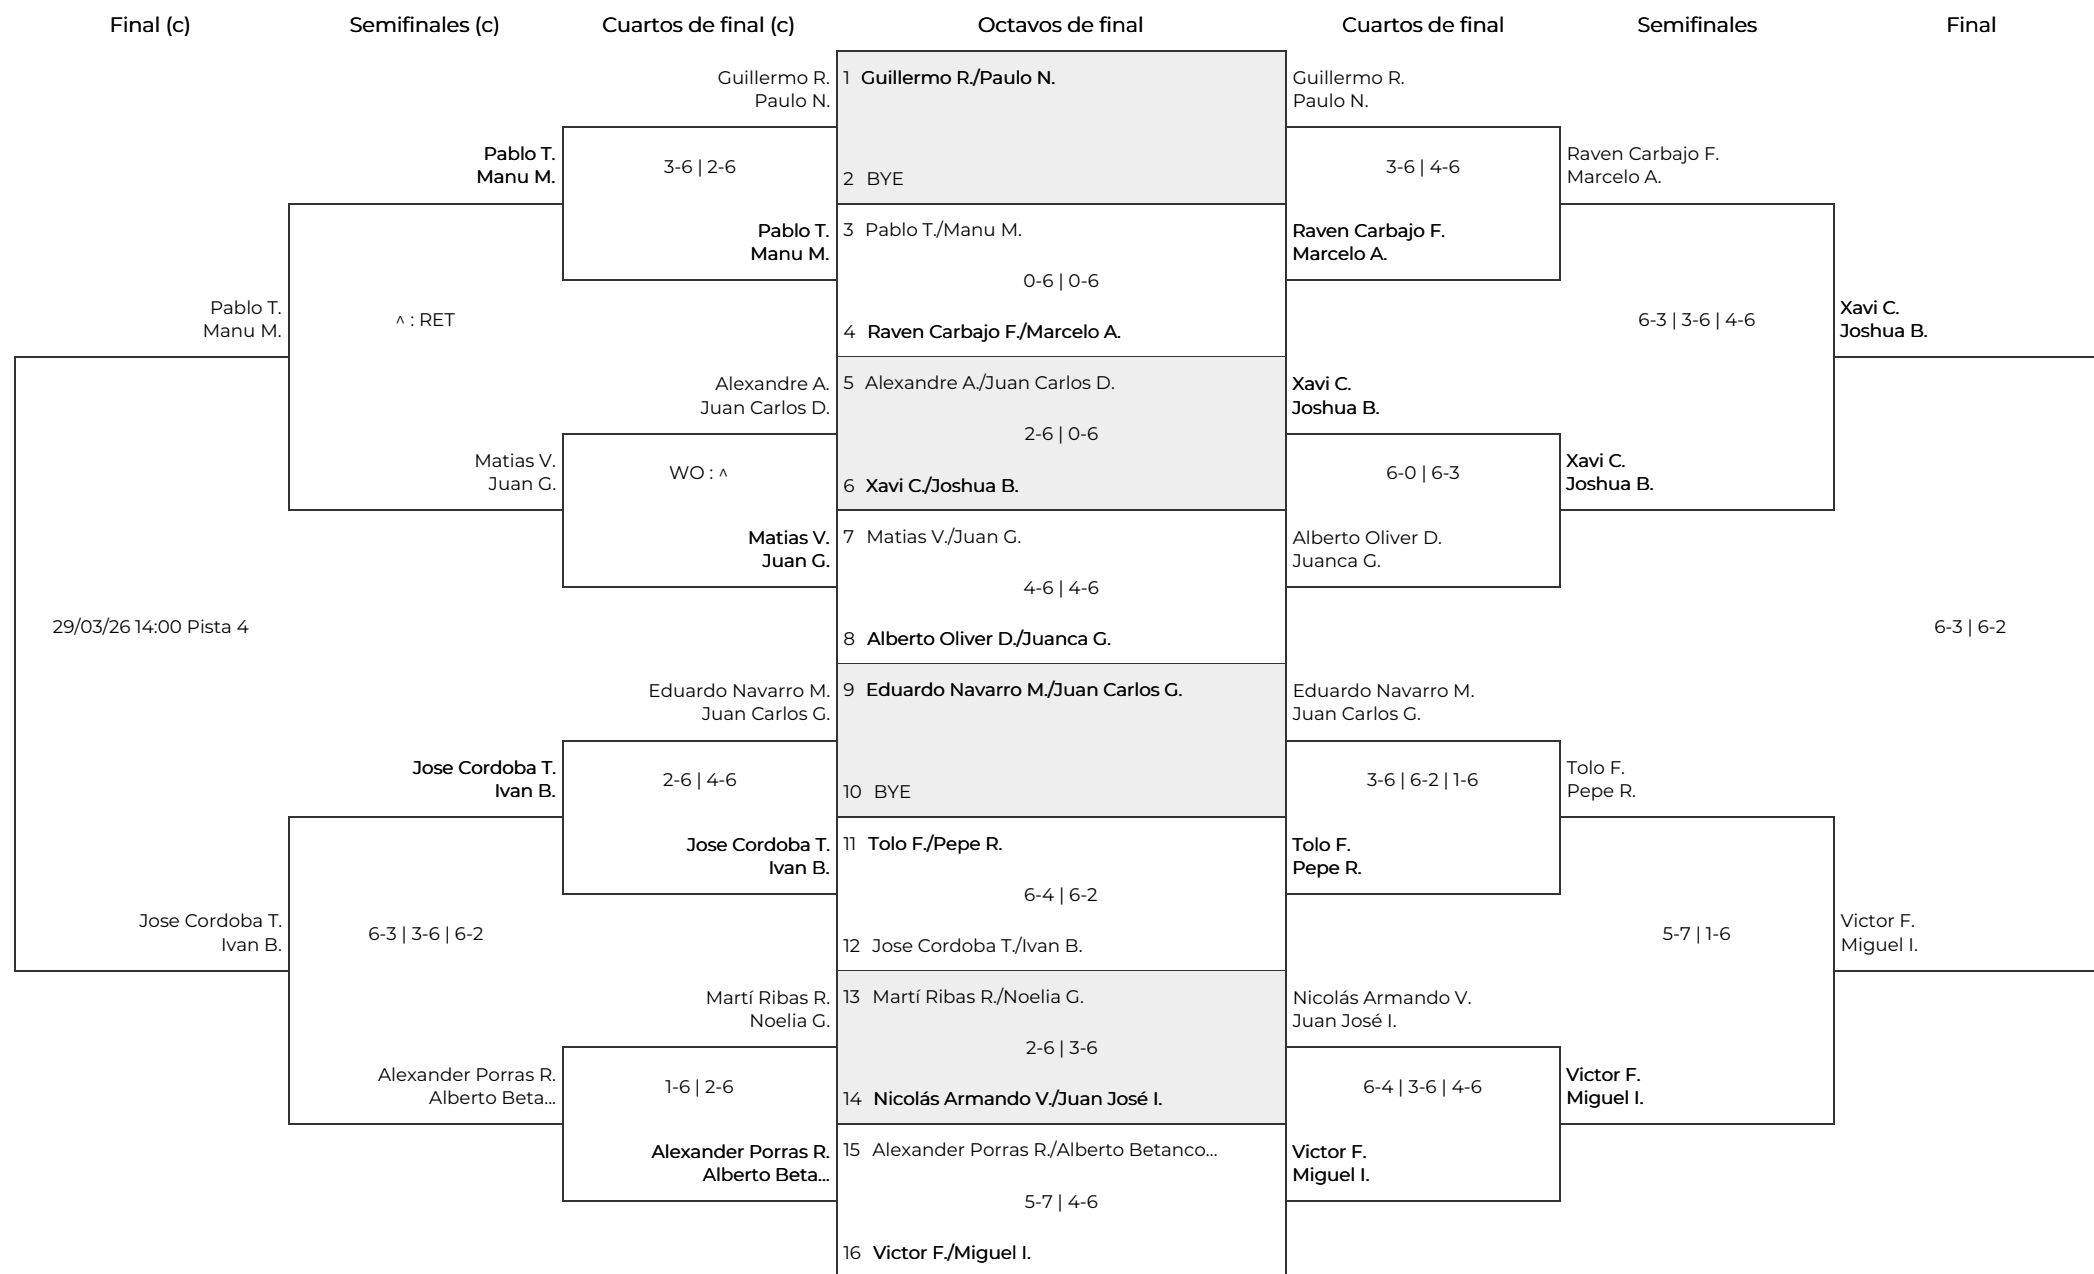 Final (c)
Semifinales (c)
Cuartos de final (c)
Octavos de final
Cuartos de final
Semifinales
Final
Pablo T.
Manu M.
29/03/26 14:00 Pista 4
Jose Cordoba T.
Ivan B.
Pablo T.
Manu M.
^ : RET
Matias V.
Juan G.
Jose Cordoba T.
Ivan B.
6-3 | 3-6 | 6-2
Alexander Porras R.
Alberto Beta...
Guillermo R.
Paulo N.
3-6 | 2-6
Pablo T.
Manu M.
Alexandre A.
Juan Carlos D.
WO : ^
Matias V.
Juan G.
Eduardo Navarro M.
Juan Carlos G.
2-6 | 4-6
Jose Cordoba T.
Ivan B.
Martí Ribas R.
Noelia G.
1-6 | 2-6
Alexander Porras R.
Alberto Beta...
1 Guillermo R./Paulo N.
2 BYE
3 Pablo T./Manu M.
0-6 | 0-6
4 Raven Carbajo F./Marcelo A.
5 Alexandre A./Juan Carlos D.
2-6 | 0-6
6 Xavi C./Joshua B.
7 Matias V./Juan G.
4-6 | 4-6
8 Alberto Oliver D./Juanca G.
9 Eduardo Navarro M./Juan Carlos G.
10 BYE
11 Tolo F./Pepe R.
6-4 | 6-2
12 Jose Cordoba T./Ivan B.
13 Martí Ribas R./Noelia G.
2-6 | 3-6
14 Nicolás Armando V./Juan José I.
15 Alexander Porras R./Alberto Betanco...
5-7 | 4-6
16 Victor F./Miguel I.
Guillermo R.
Paulo N.
3-6 | 4-6
Raven Carbajo F.
Marcelo A.
Xavi C.
Joshua B.
6-0 | 6-3
Alberto Oliver D.
Juanca G.
Eduardo Navarro M.
Juan Carlos G.
3-6 | 6-2 | 1-6
Tolo F.
Pepe R.
Nicolás Armando V.
Juan José I.
6-4 | 3-6 | 4-6
Victor F.
Miguel I.
Raven Carbajo F.
Marcelo A.
6-3 | 3-6 | 4-6
Xavi C.
Joshua B.
Tolo F.
Pepe R.
5-7 | 1-6
Victor F.
Miguel I.
Xavi C.
Joshua B.
6-3 | 6-2
Victor F.
Miguel I.